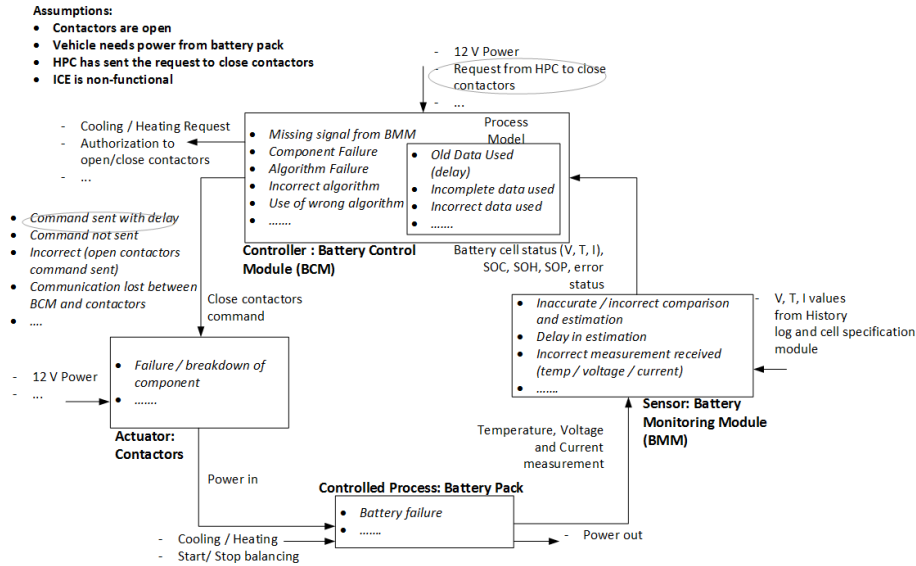 Assumptions:
• Contactors are open
• Vehicle needs power from battery pack
• HPC has sent the request to close contactors
• ICE is non-functional
- 12 V Power
- Request from HPC to close
contactors
- ...
- Cooling / Heating Request
- Authorization to
open/close contactors
- ...
• Missing signal from BMM
• Component Failure
• Algorithm Failure
• Incorrect algorithm
• Use of wrong algorithm
• .......
Process
Model
• Old Data Used
(delay)
• Incomplete data used
• Incorrect data used
• .......
Controller : Battery Control
Module (BCM)
• Command sent with delay
• Command not sent
• Incorrect (open contactors
command sent)
• Communication lost between
BCM and contactors
• ....
Close contactors
command
Battery cell status (V, T, I),
SOC, SOH, SOP, error
status
• Inaccurate / incorrect comparison
and estimation
• Delay in estimation
• Incorrect measurement received
(temp / voltage / current)
• .......
- V, T, I values
from History
log and cell specification
module
Sensor: Battery
Monitoring Module
(BMM)
- 12 V Power
- ...
• Failure / breakdown of
component
• .......
Actuator:
Contactors
Temperature, Voltage
and Current
measurement
Power in
Controlled Process: Battery Pack
• Battery failure
• .......
- Cooling / Heating
- Start/ Stop balancing
- Power out